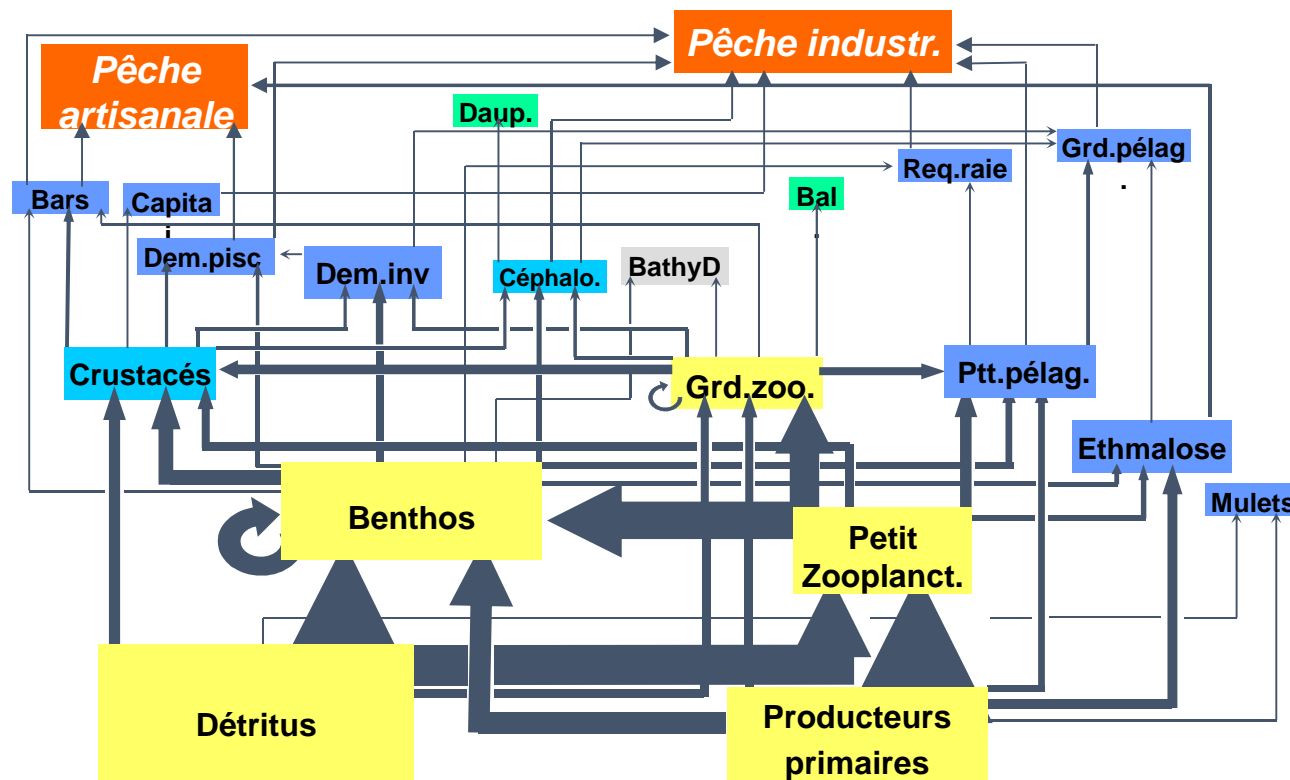 Pêche industr.
Pêche
artisanale
Daup.
Grd.pélag
.
Req.raie
Bars
Capita
.
Bal
.
Dem.pisc
Dem.inv
Céphalo.
BathyD
Crustacés
Grd.zoo.
Ptt.pélag.
Ethmalose
Mulets
Benthos
Petit
Zooplanct.
Détritus
Producteurs
primaires